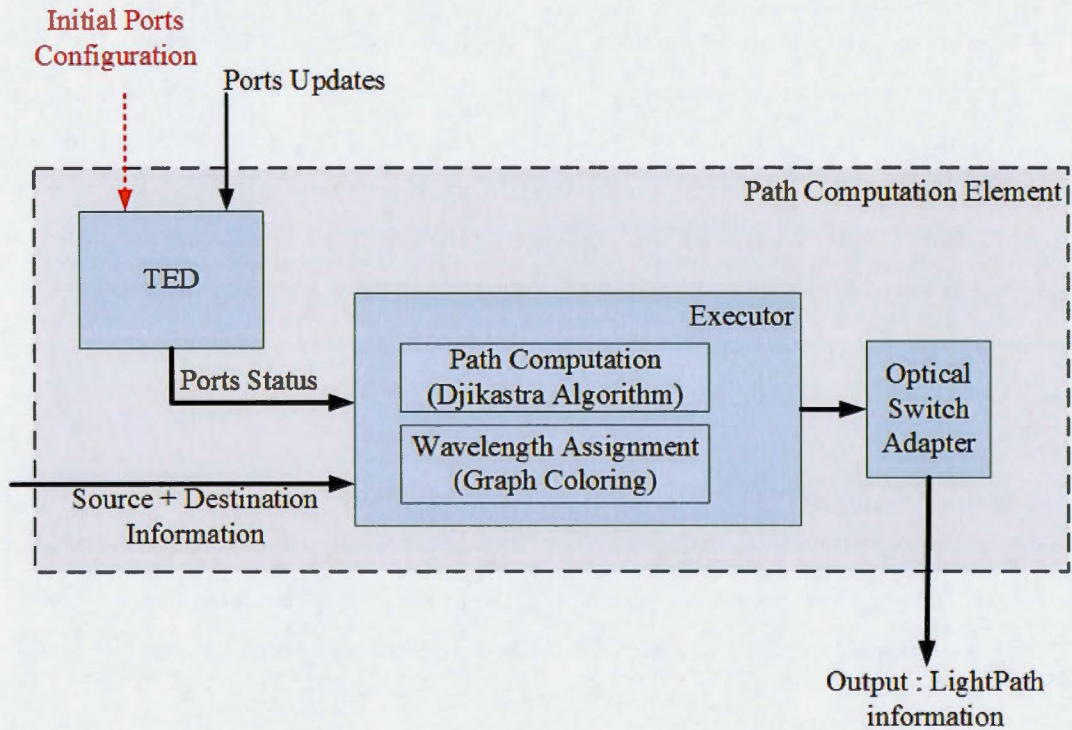 Initial Ports
Configuration
Ports Updates
Path Computation Element
TED
Executor
Path Computation
(Djikastra Algorithm)
Ports Status
Optical
Switch
Adapter
Wavelength Assignment
(Graph Coloring)
Source + Destination
Information
Output : LightPath
information